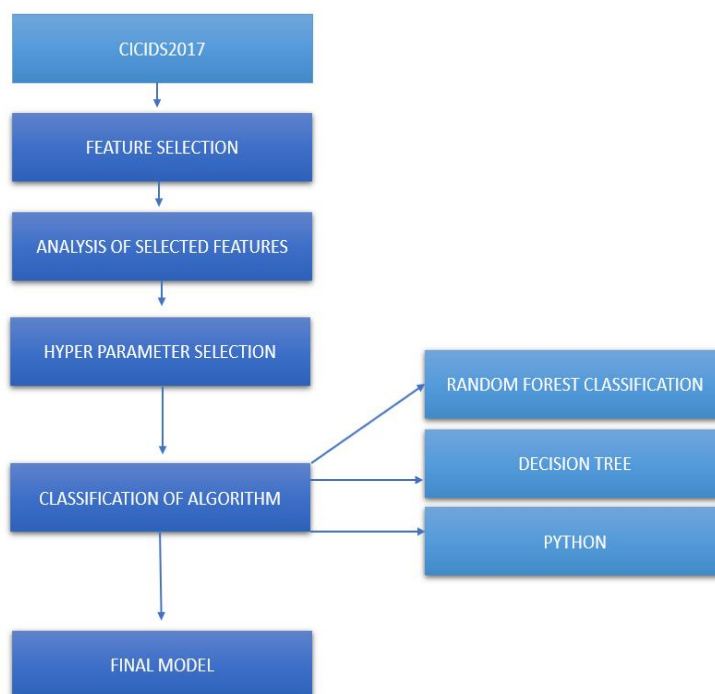 CICIDS2017
FEATURE SELECTION
ANALYSIS OF SELECTED FEATURES
HYPER PARAMETER SELECTION
RANDOM FOREST CLASSIFICATION
DECISION TREE
CLASSIFICATION OF ALGORITHM
PYTHON
FINAL MODEL